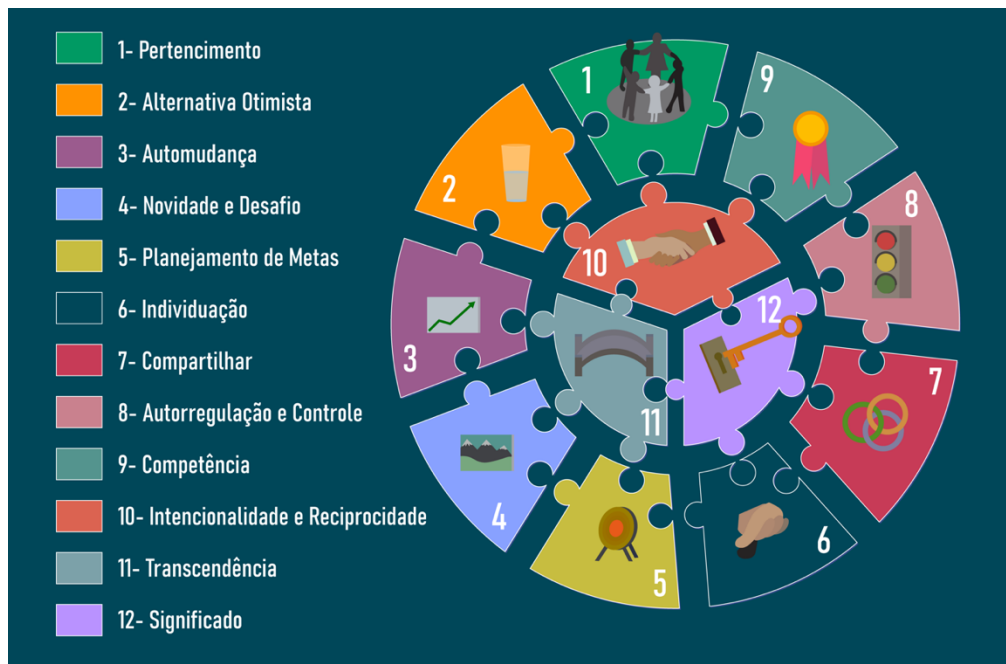 1- Pertencimento
2- Alternativa Otimista
3- Automudança
4- Novidade e Desafio
5- Planejamento de Metas
6- Individuação
7- Compartilhar
8- Autorregulação e Controle
9- Competência
10- Intencionalidade e Reciprocidade
11- Transcendência
12- Significado
1
9
2
8
10
12
3
7
11
4
6
5